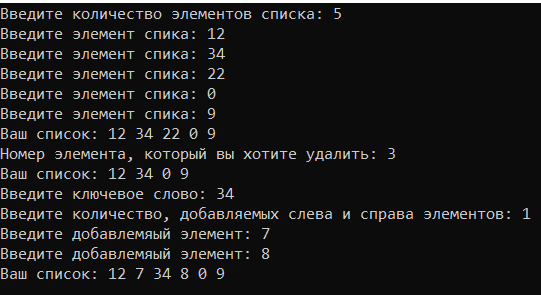 Введите количество элементов списка: 5
Введите элемент спика: 12
Введите элемент спика: 34
Введите элемент спика: 22
Введите элемент спика: 0
Введите элемент спика: 9
Ваш список: 12 34 22 0 9
Номер элемента, который вы хотите удалить: 3
Ваш список: 12 34 0 9
Введите ключевое слово: 34
Введите количество, добавляемых слева и справа элементов: 1
Введите добавлемяый элемент: 7
Введите добавлемяый элемент: 8
Ваш список: 12 7 34 8 0 9